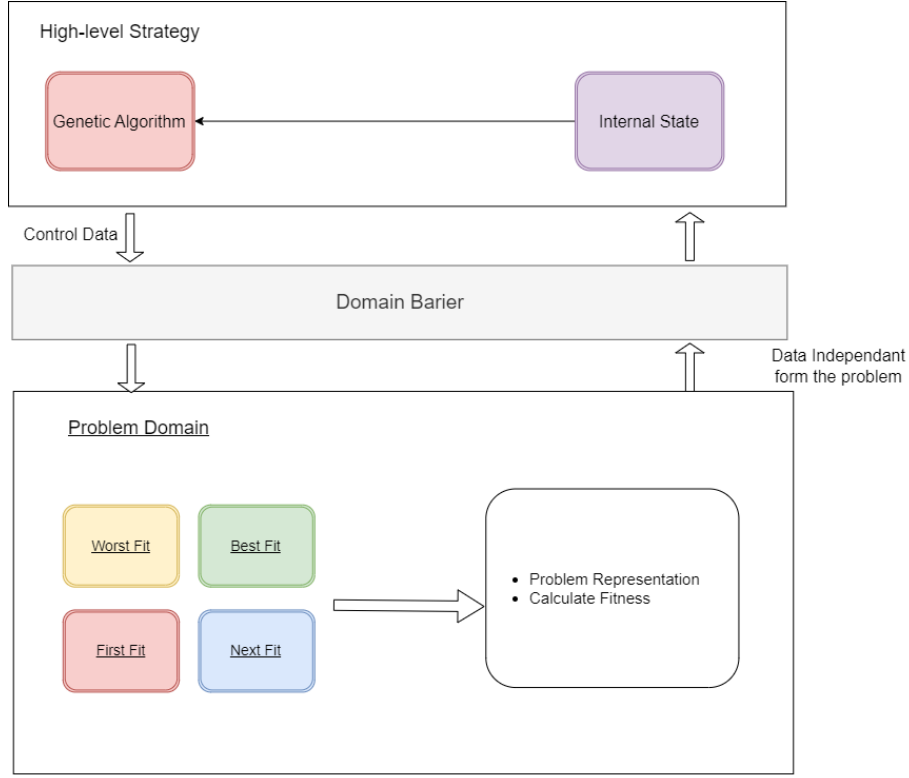 High-level Strategy
Genetic Algorithm
Internal State
Control Data
Domain Barier
Data Independant
form the problem
Problem Domain
Worst Fit
Best Fit
• Problem Representation
• Calculate Fitness
First Fit
Next Fit